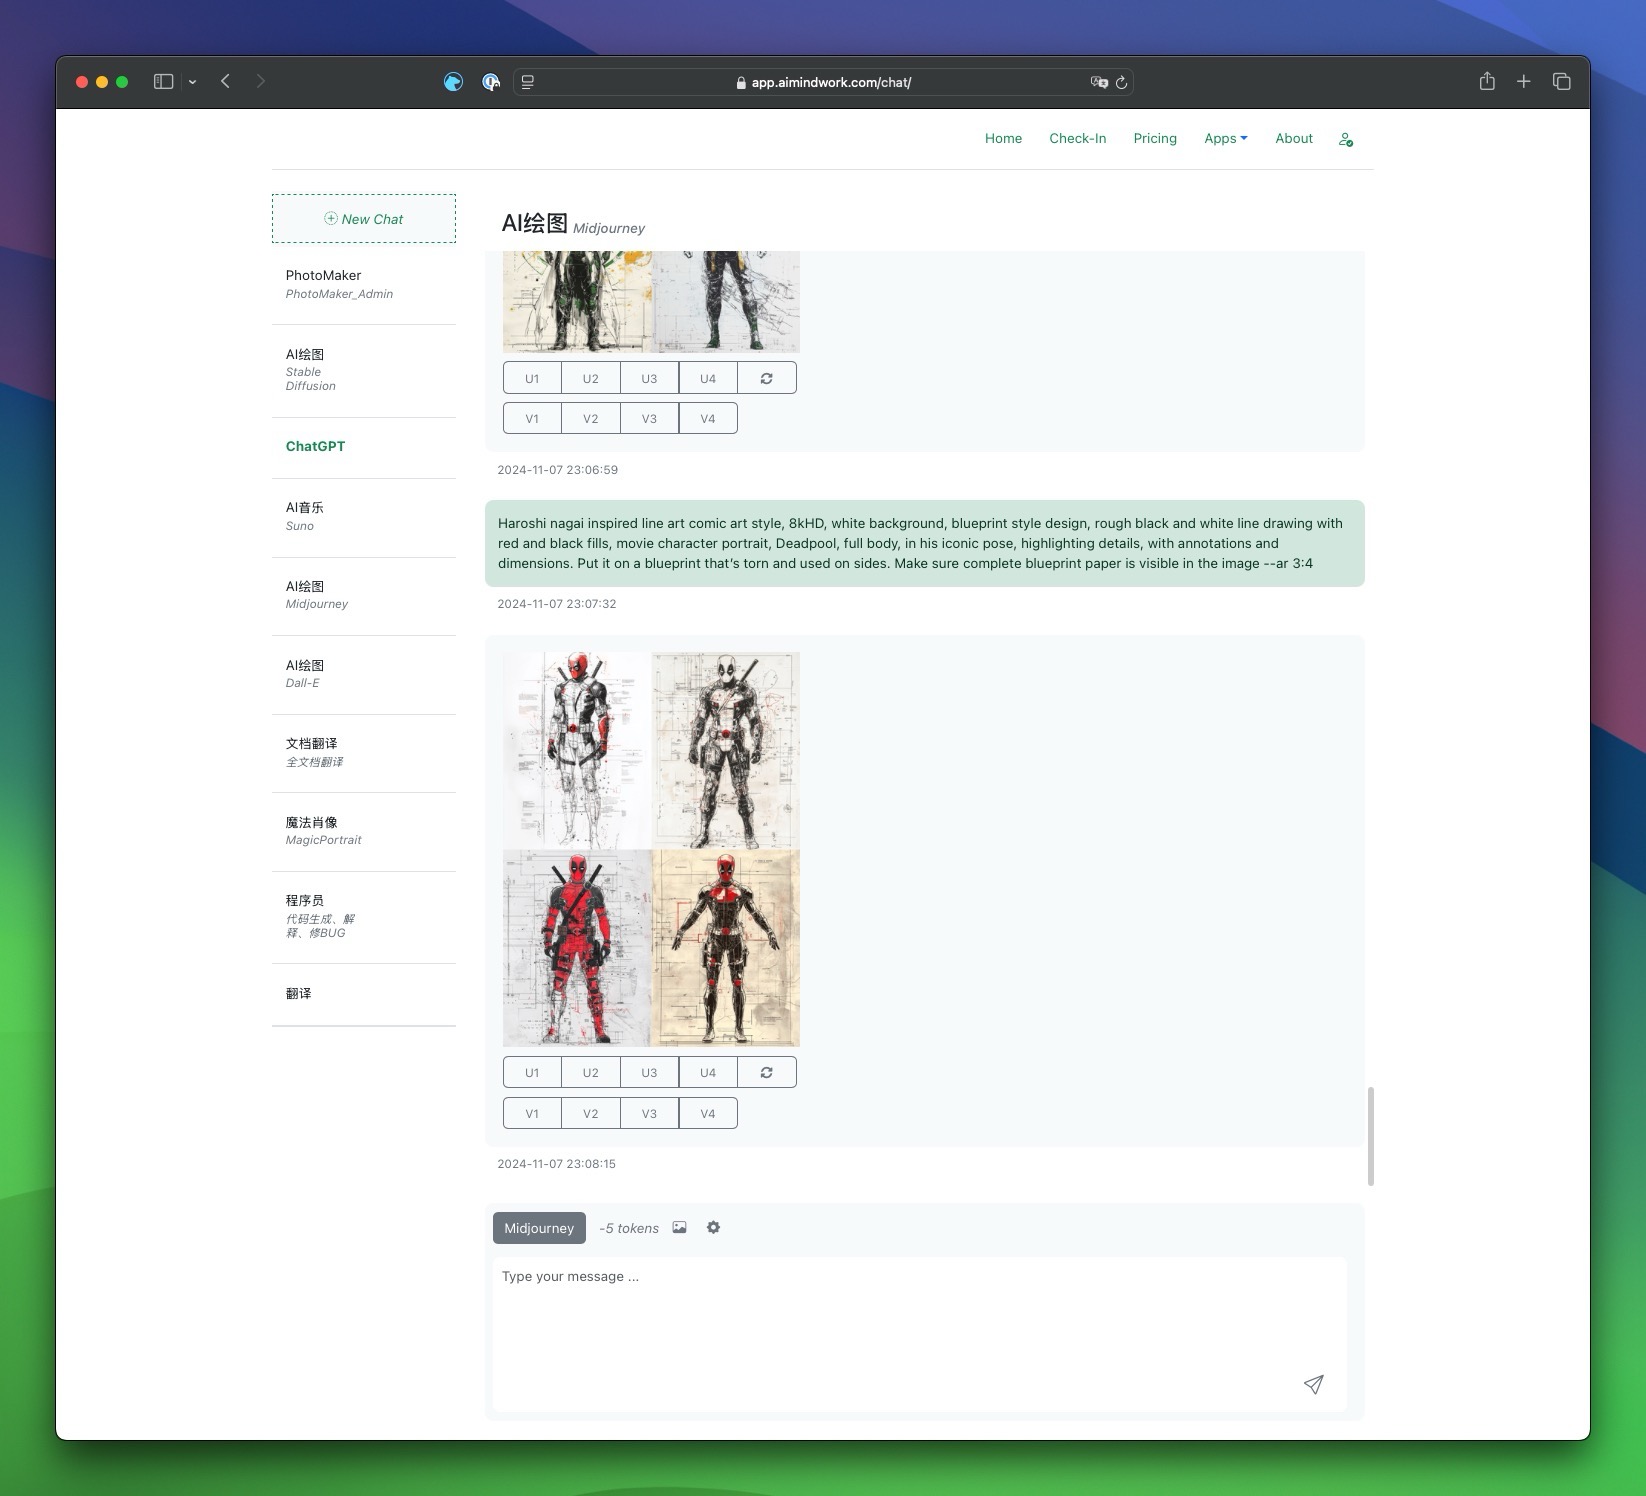 app.aimindwork.com/chat/
Home
Check-In
Pricing
Apps
About
New Chat
PhotoMaker
PhotoMaker_Admin
AI绘图
Stable
Diffusion
ChatGPT
AI音乐
Suno
AI绘图
Midjourney
AI绘图
Dall-E
文档翻译
全文档翻译
魔法肖像
MagicPortrait
程序员
代码生成、解
释、修BUG
翻译
AI绘图 Midjourney
U1
U2
U3
U4
V1
V2
V3
V4
2024-11-07 23:06:59
Haroshi nagai inspired line art comic art style, 8kHD, white background, blueprint style design, rough black and white line drawing with
red and black fills, movie character portrait, Deadpool, full body, in his iconic pose, highlighting details, with annotations and
dimensions. Put it on a blueprint that’s torn and used on sides. Make sure complete blueprint paper is visible in the image --ar 3:4
2024-11-07 23:07:32
U1
U2
U3
U4
V1
V2
V3
V4
2024-11-07 23:08:15
Midjourney
-5 tokens
Type your message ...